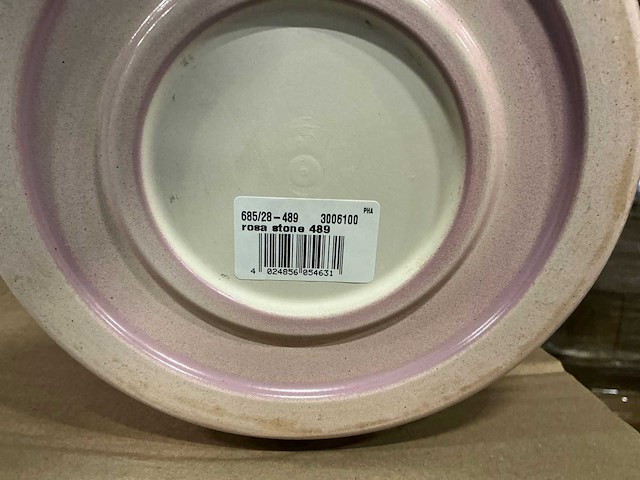 PHA
685/28-489 3006100
rosa stone 489
4 024856 054631